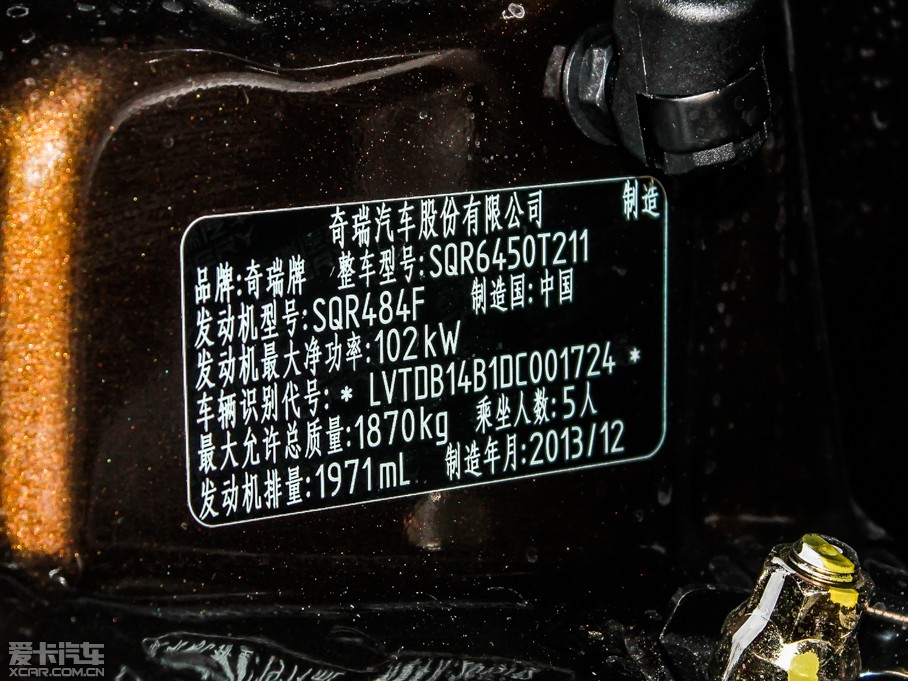 奇瑞汽车股份有限公司 制造
品牌:奇瑞牌 整车型号:SQR6450T211
发动机型号:SQR484F 制造国:中国
发动机最大净功率:102kW
车辆识别代号:* LVTDB14B1DC001724 *
最大允许总质量:1870kg 乘坐人数:5人
发动机排量:1971mL 制造年月:2013/12
爱卡汽车
XCAR.COM.CN